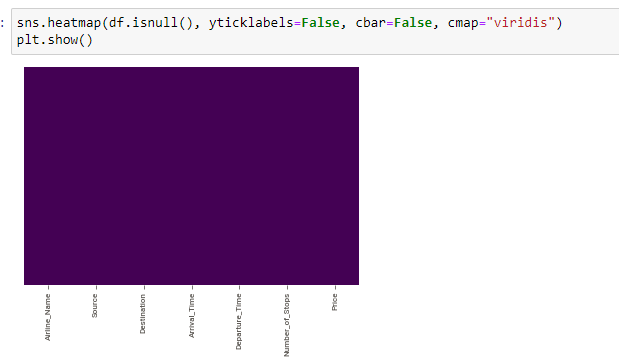 : sns.heatmap(df.isnull(), yticklabels=False, cbar=False, cmap="viridis")
plt.show()
Airline_Name
Source
Destination
Arrival_Time
Departure_Time
Number_of_Stops
Price